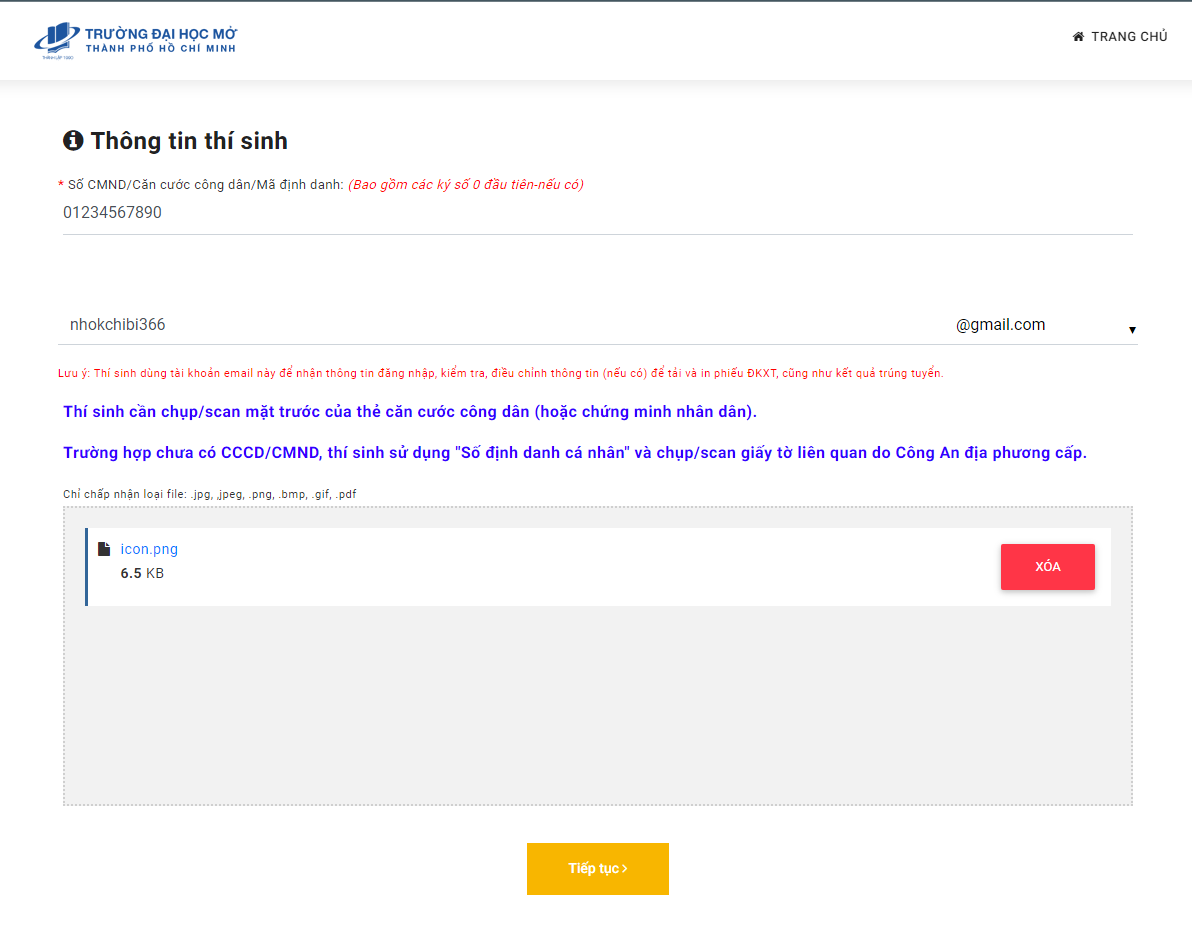 TRƯỜNG ĐẠI HỌC MỞ
THÀNH PHỐ HỒ CHÍ MINH
THÀNH LẬP 1990
TRANG CHỦ
Thông tin thí sinh
* Số CMND/Căn cước công dân/Mã định danh: (Bao gồm các ký số 0 đầu tiên-nếu có)
01234567890
nhokchibi366 @gmail.com
Lưu ý: Thí sinh dùng tài khoản email này để nhận thông tin đăng nhập, kiểm tra, điều chỉnh thông tin (nếu có) để tải và in phiếu ĐKXT, cũng như kết quả trúng tuyển.
Thí sinh cần chụp/scan mặt trước của thẻ căn cước công dân (hoặc chứng minh nhân dân).
Trường hợp chưa có CCCD/CMND, thí sinh sử dụng "Số định danh cá nhân" và chụp/scan giấy tờ liên quan do Công An địa phương cấp.
Chỉ chấp nhận loại file: .jpg, .jpeg, .png, .bmp, .gif, .pdf
icon.png
6.5 KB
XÓA
Tiếp tục